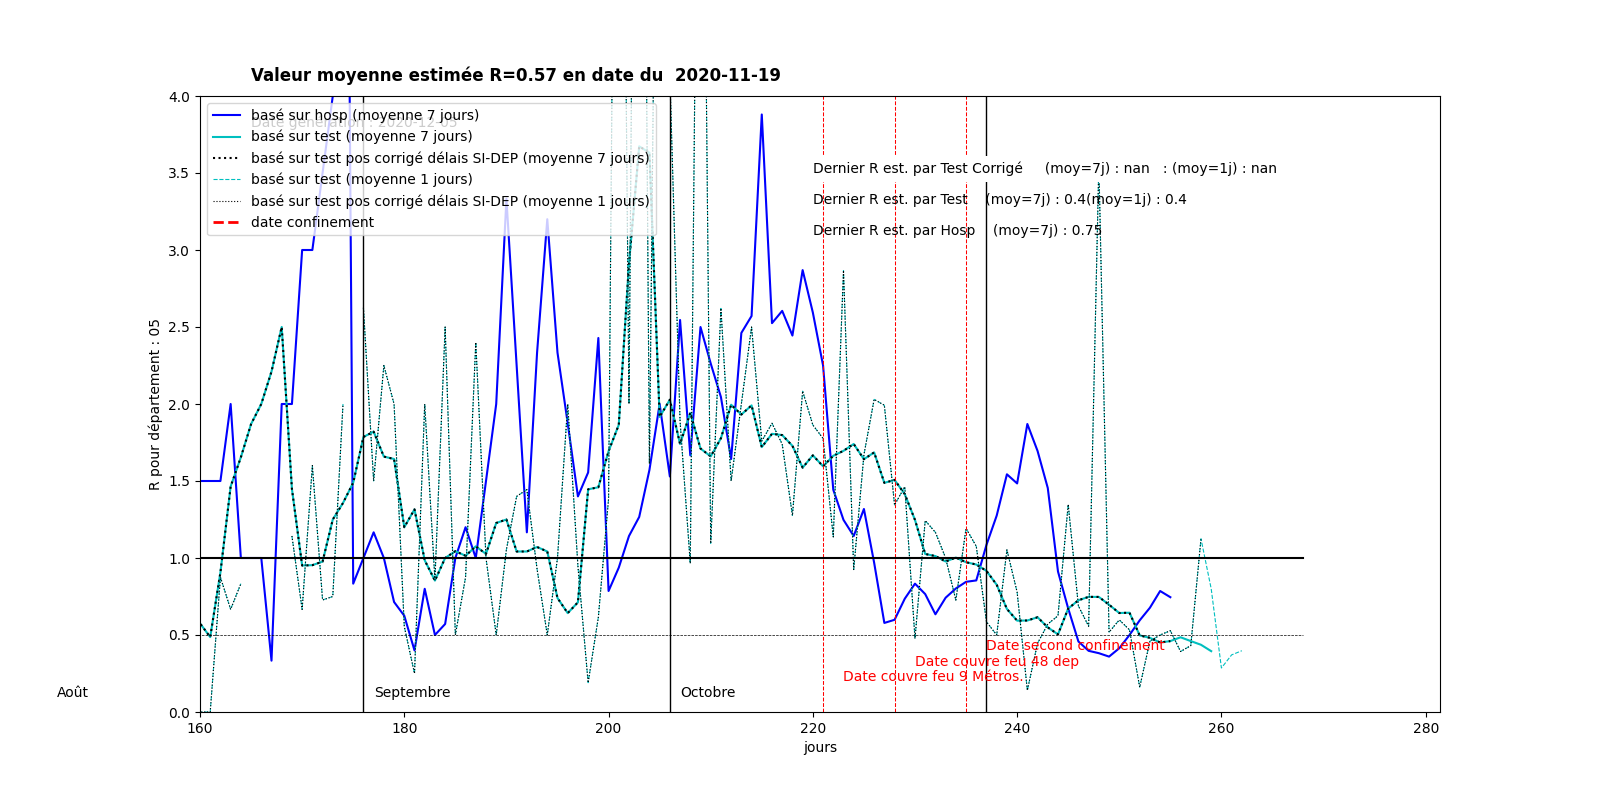 Valeur moyenne estimée R=0.57 en date du  2020-11-19
Date génération : 2020-12-05
basé sur hosp (moyenne 7 jours)
basé sur test (moyenne 7 jours)
basé sur test pos corrigé délais SI-DEP (moyenne 7 jours)
basé sur test (moyenne 1 jours)
basé sur test pos corrigé délais SI-DEP (moyenne 1 jours)
date confinement
Dernier R est. par Test Corrigé (moy=7j) : nan : (moy=1j) : nan
Dernier R est. par Test (moy=7j) : 0.4(moy=1j) : 0.4
Dernier R est. par Hosp (moy=7j) : 0.75
4.0
3.5
3.0
2.5
2.0
1.5
1.0
0.5
0.0
R pour département : 05
Date second confinement
Date couvre feu 48 dep
Date couvre feu 9 Métros.
Août
Septembre
Octobre
160 180 200 220 240 260 280
jours